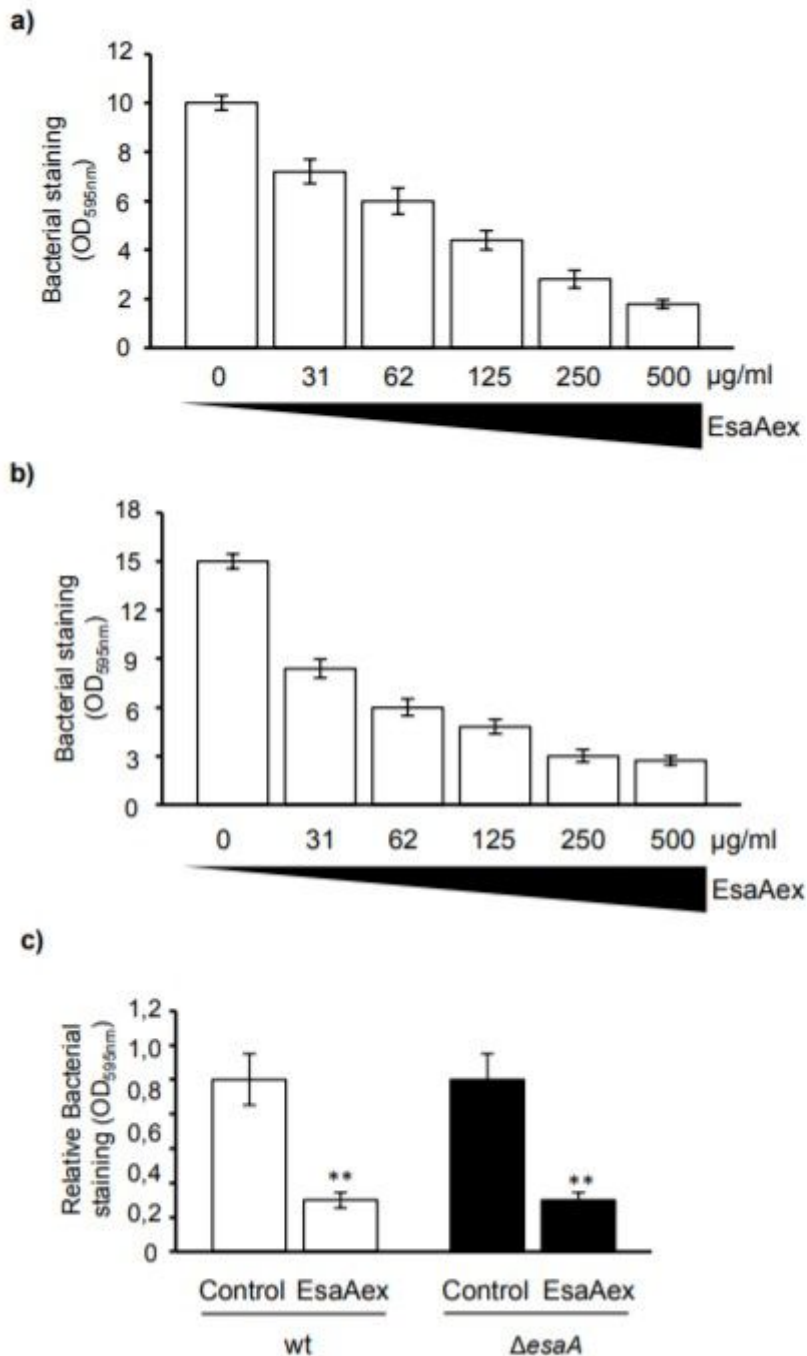 a)
Bacterial staining
(OD595nm)
12
10
8
6
4
2
0
0 31 62 125 250 500 µg/ml
EsaAex
b)
Bacterial staining
(OD595nm)
18
15
12
9
6
3
0
0 31 62 125 250 500 µg/ml
EsaAex
c)
Relative Bacterial
staining (OD595nm)
1,2
1,0
0,8
0,6
0,4
0,2
0
** **
Control EsaAex Control EsaAex
wt ΔesaA